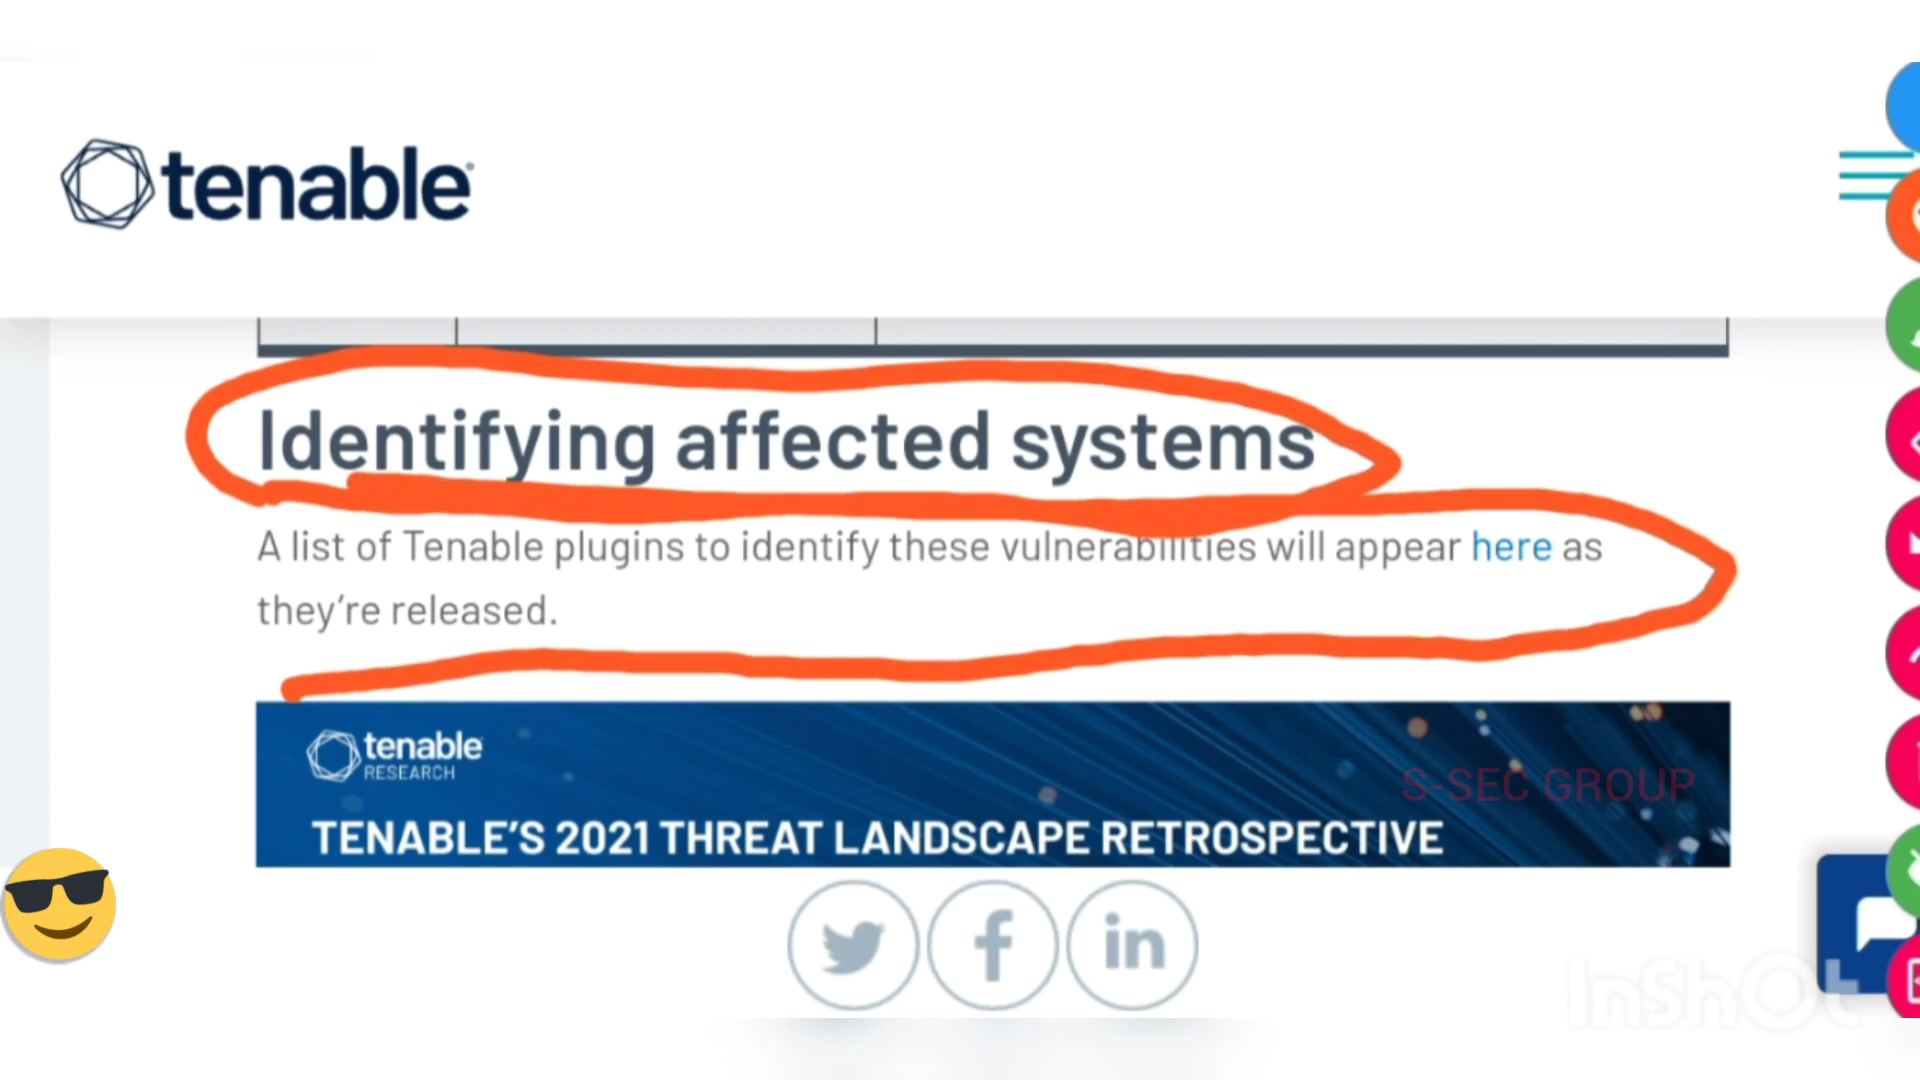 tenable
Identifying affected systems
A list of Tenable plugins to identify these vulnerabilities will appear here as
they’re released.
tenable
RESEARCH
S-SEC GROUP
TENABLE’S 2021 THREAT LANDSCAPE RETROSPECTIVE
f
in
InShOt